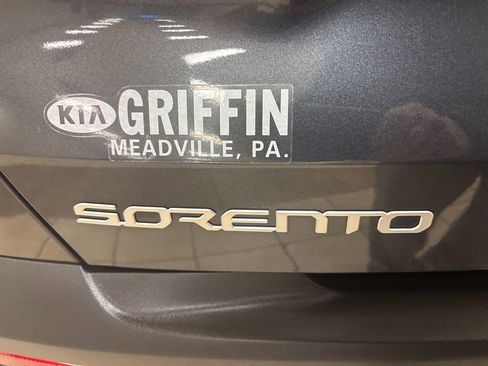 KIA GRIFFIN
MEADVILLE, PA.
SORENTO